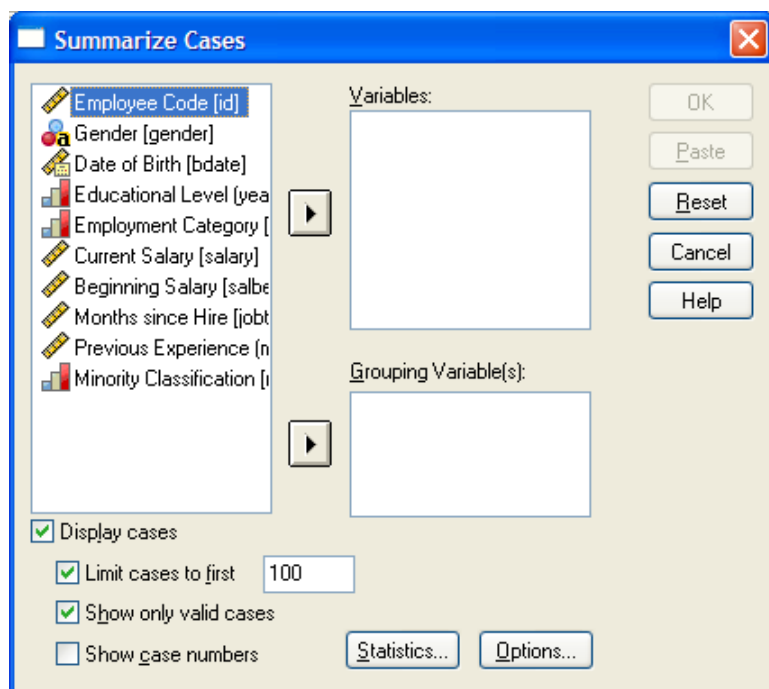 Summarize Cases
Employee Code [id]
Gender [gender]
Date of Birth [bdate]
Educational Level (yea
Employment Category [
Current Salary [salary]
Beginning Salary [salbe
Months since Hire [jobt
Previous Experience (n
Minority Classification [
Variables:
Grouping Variable(s):
OK
Paste
Reset
Cancel
Help
Display cases
Limit cases to first 100
Show only valid cases
Show case numbers
Statistics... Options...